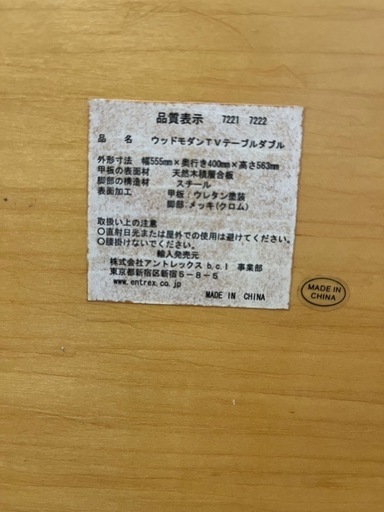 品質表示 7221 7222
品 名 ウッドモダンTVテーブルダブル
外形寸法 幅555mm×奥行き400mm×高さ563mm
甲板の表面材 天然木積層合板
脚部の構造材 スチール
表面加工 甲板:ウレタン塗装
脚部:メッキ(クロム)
取扱い上の注意
○直射日光または屋外での使用は避けてください。
○腰掛けないでください。
輸入発売元
株式会社アントレックス b.c.l 事業部
東京都新宿区新宿5-8-5
www.entrex.co.jp
MADE IN CHINA
MADE IN
CHINA